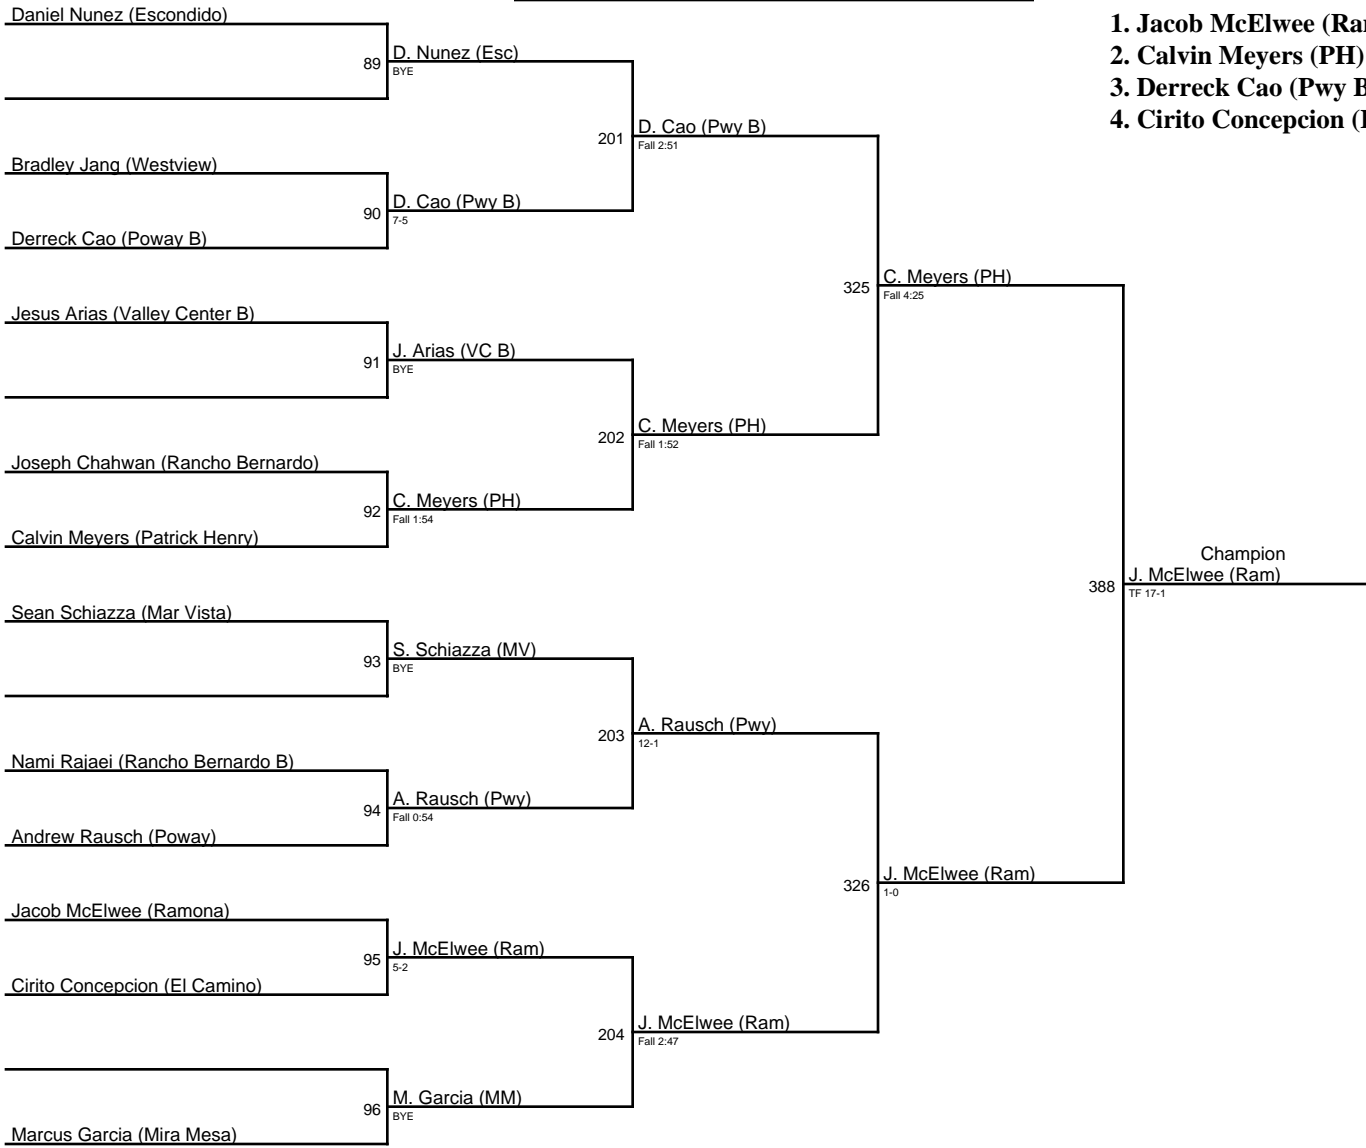 Daniel Nunez (Escondido)
89
D. Nunez (Esc)
BYE
201
D. Cao (Pwy B)
Fall 2:51
Bradley Jang (Westview)
90
D. Cao (Pwy B)
7-5
Derreck Cao (Poway B)
325
C. Meyers (PH)
Fall 4:25
Jesus Arias (Valley Center B)
91
J. Arias (VC B)
BYE
202
C. Meyers (PH)
Fall 1:52
Joseph Chahwan (Rancho Bernardo)
92
C. Meyers (PH)
Fall 1:54
Calvin Meyers (Patrick Henry)
388
Champion
J. McElwee (Ram)
TF 17-1
Sean Schiazza (Mar Vista)
93
S. Schiazza (MV)
BYE
203
A. Rausch (Pwy)
12-1
Nami Rajaei (Rancho Bernardo B)
94
A. Rausch (Pwy)
Fall 0:54
Andrew Rausch (Poway)
326
J. McElwee (Ram)
1-0
Jacob McElwee (Ramona)
95
J. McElwee (Ram)
5-2
Cirito Concepcion (El Camino)
204
J. McElwee (Ram)
Fall 2:47
96
M. Garcia (MM)
BYE
Marcus Garcia (Mira Mesa)
1. Jacob McElwee (Ra
2. Calvin Meyers (PH)
3. Derreck Cao (Pwy B
4. Cirito Concepcion (